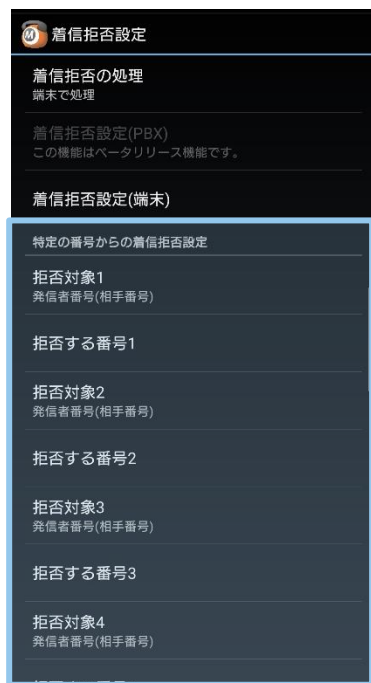 着信拒否設定
着信拒否の処理
端末で処理
着信拒否設定(PBX)
この機能はベータリリース機能です。
着信拒否設定(端末)
特定の番号からの着信拒否設定
拒否対象1
発信者番号(相手番号)
拒否する番号1
拒否対象2
発信者番号(相手番号)
拒否する番号2
拒否対象3
発信者番号(相手番号)
拒否する番号3
拒否対象4
発信者番号(相手番号)